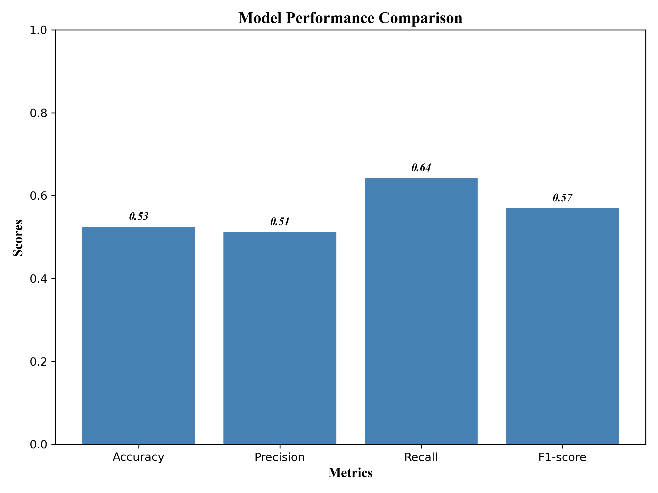 Model Performance Comparison
1.0
0.8
0.6
0.4
0.2
0.0
Scores
0.53
0.51
0.64
0.57
Accuracy
Precision
Recall
F1-score
Metrics